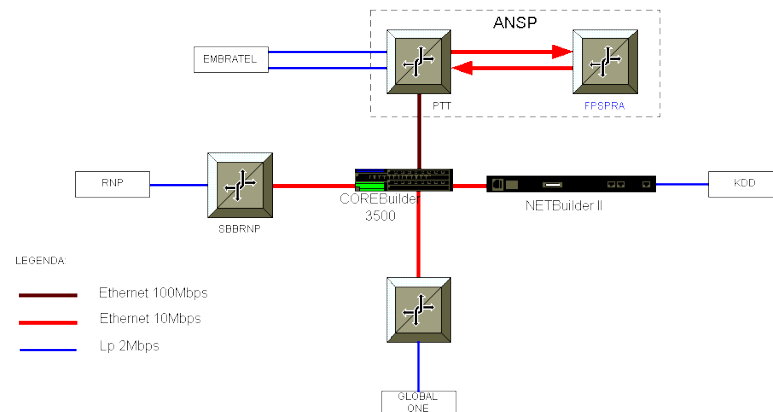 ANSP
EMBRATEL
PTT
FPSPRA
RNP
SBBRNP
COREBuilder
3500
NETBuilder II
KDD
LEGENDA:
Ethernet 100Mbps
Ethernet 10Mbps
Lp 2Mbps
GLOBAL
ONE